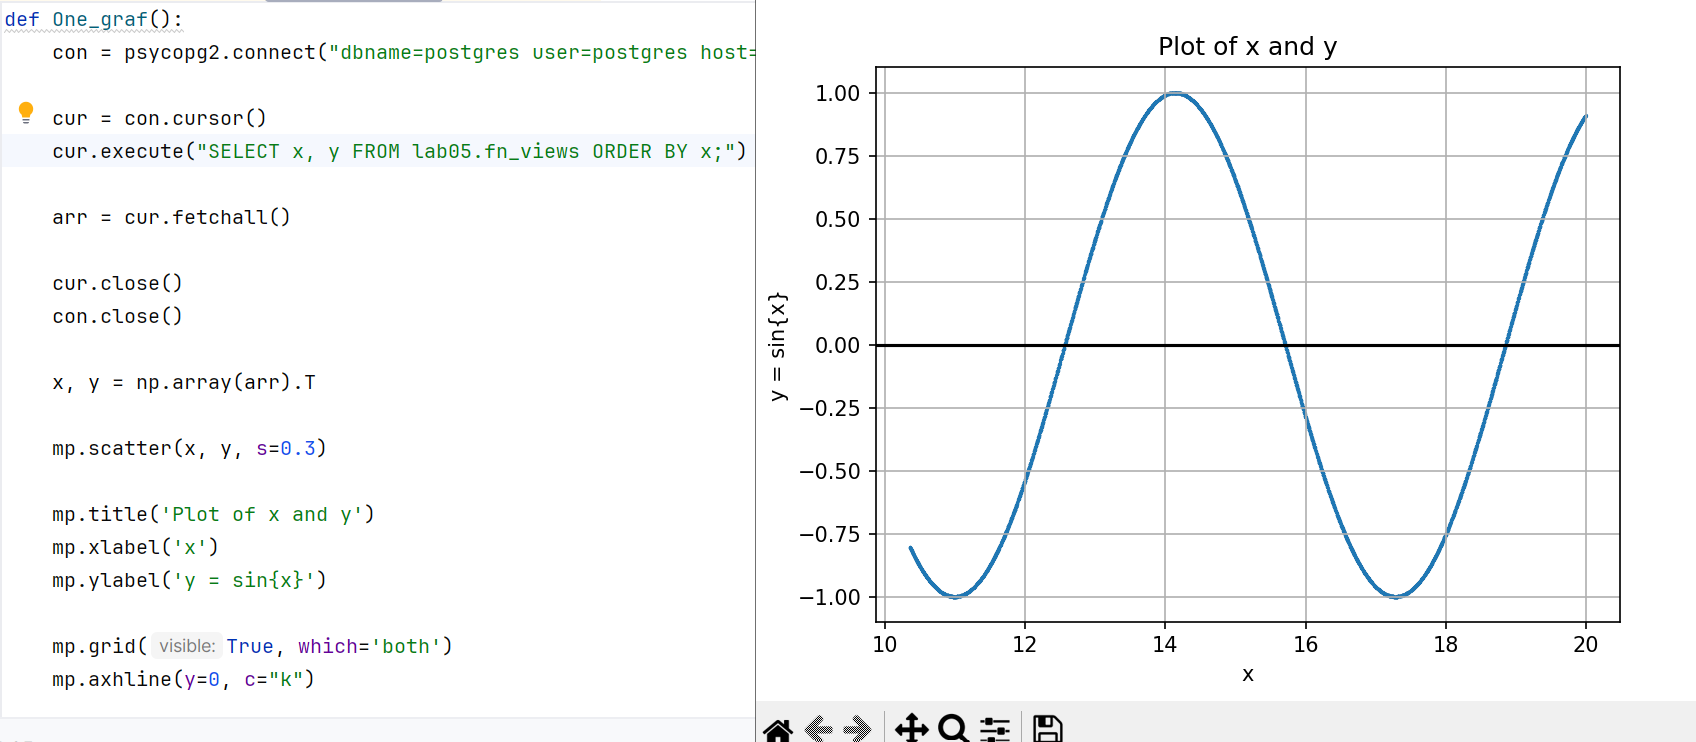 def One_graf():
con = psycopg2.connect("dbname=postgres user=postgres host=
cur = con.cursor()
cur.execute("SELECT x, y FROM lab05.fn_views ORDER BY x;")
arr = cur.fetchall()
cur.close()
con.close()
x, y = np.array(arr).T
mp.scatter(x, y, s=0.3)
mp.title('Plot of x and y')
mp.xlabel('x')
mp.ylabel('y = sin{x}')
mp.grid( visible: True, which='both')
mp.axhline(y=0, c="k")
Plot of x and y
y = sin{x}
1.00
0.75
0.50
0.25
0.00
−0.25
−0.50
−0.75
−1.00
10 12 14 16 18 20
x